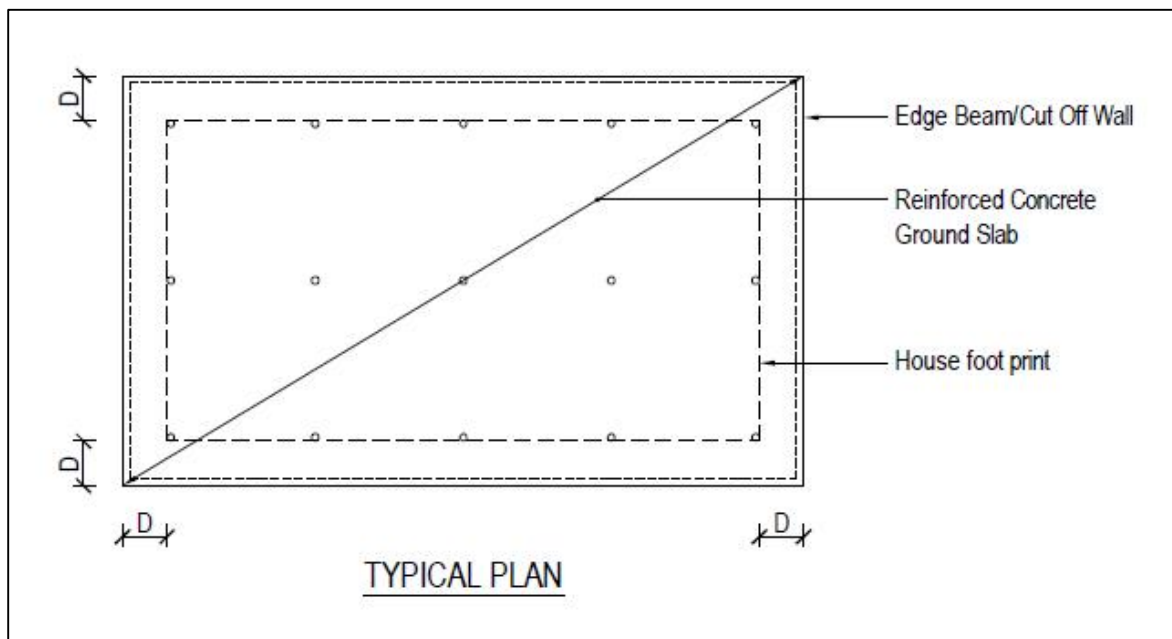 D
Edge Beam/Cut Off Wall
Reinforced Concrete
Ground Slab
House foot print
D
D
D
TYPICAL PLAN